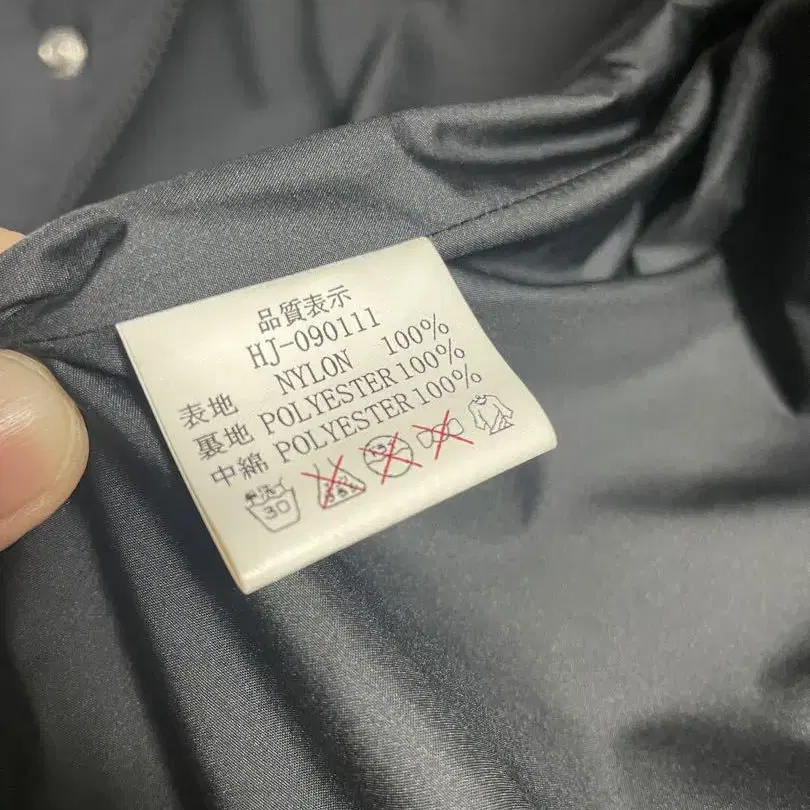 品質表示
HJ-090111
表地 NYLON 100%
裏地 POLYESTER 100%
中綿 POLYESTER 100%
30